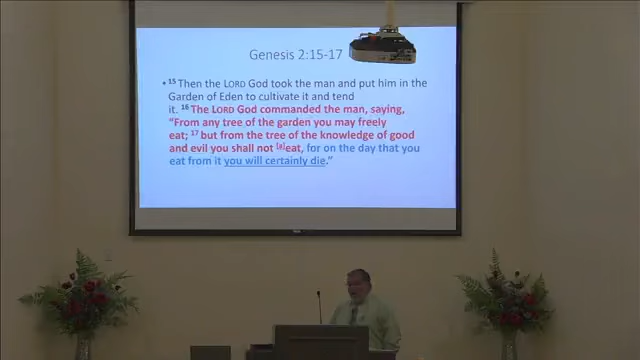 Genesis 2:15-17
• 15 Then the LORD God took the man and put him in the
Garden of Eden to cultivate it and tend
it. 16 The LORD God commanded the man, saying,
“From any tree of the garden you may freely
eat; 17 but from the tree of the knowledge of good
and evil you shall not [g]eat, for on the day that you
eat from it you will certainly die.”